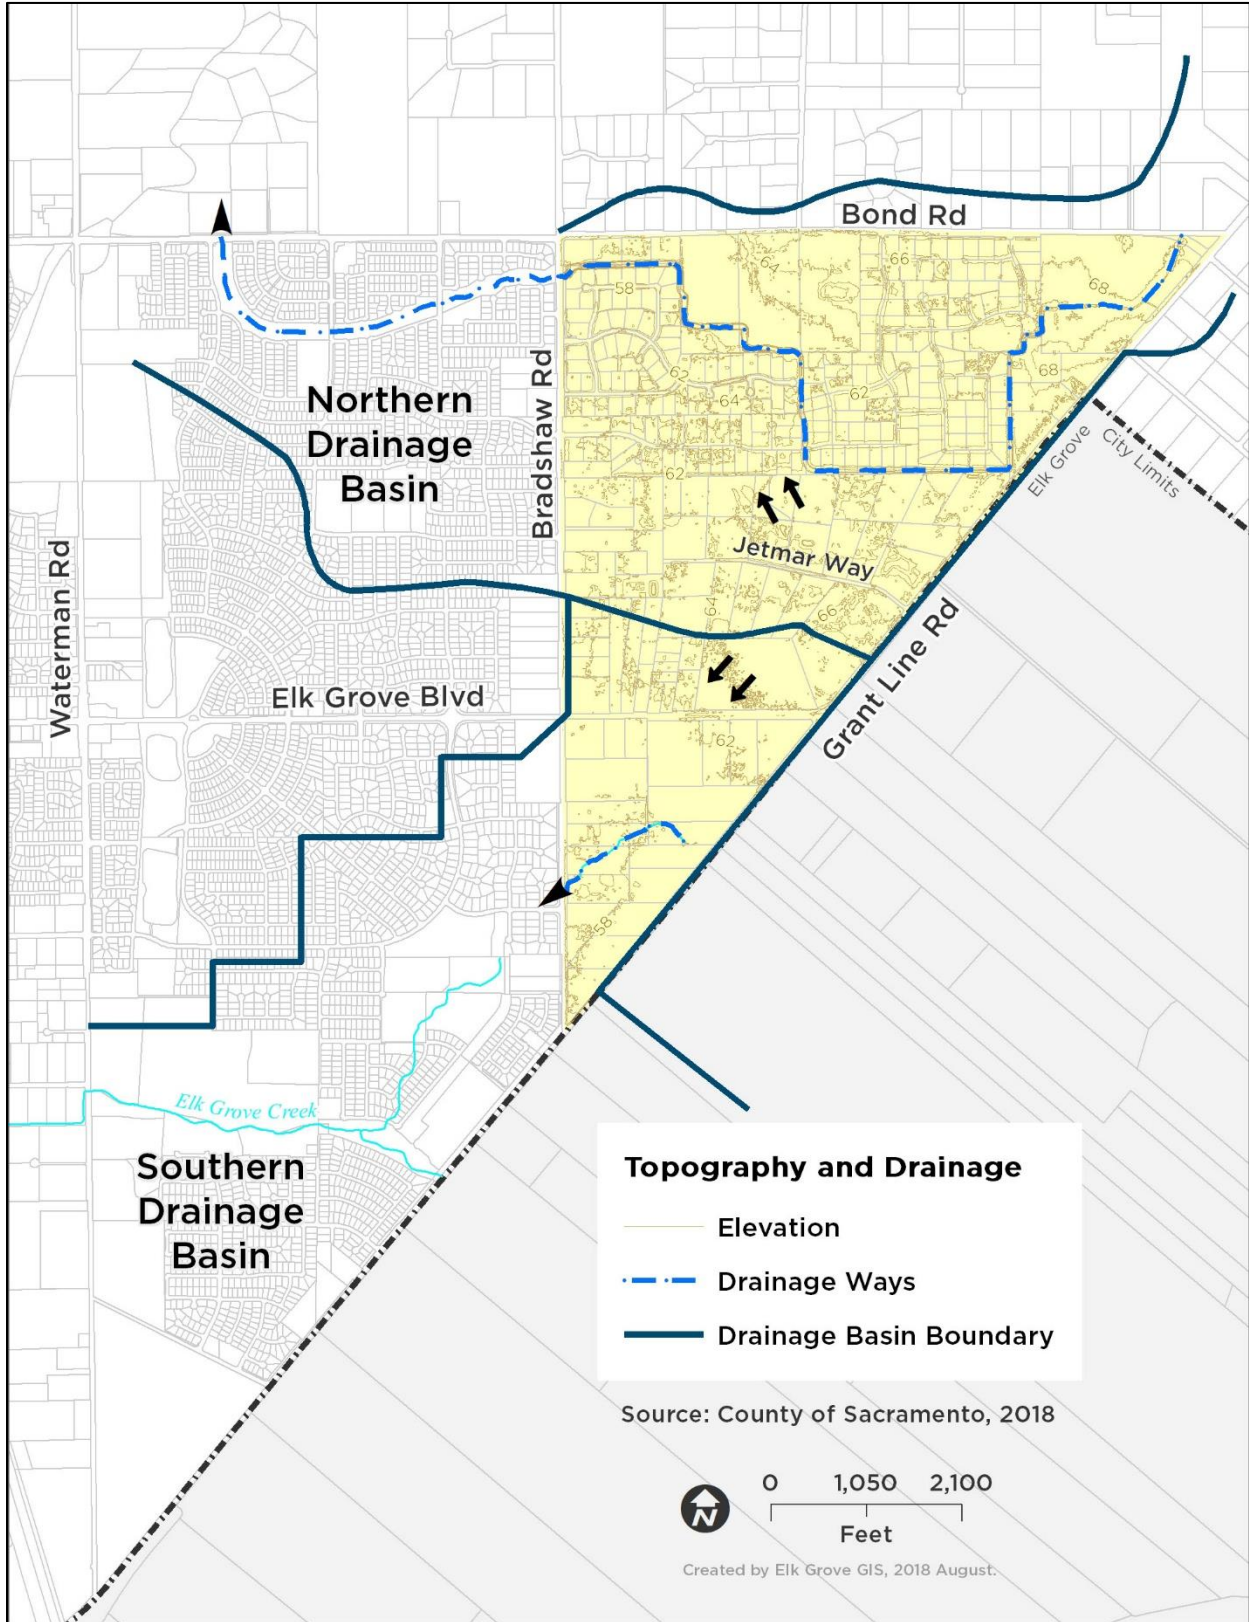 Bond Rd
64
66
68
58
Bradshaw Rd
62
64
62
68
Northern
Drainage
Basin
Elk Grove
City Limits
62
Jetmar Way
Waterman Rd
64
66
Grant Line Rd
Elk Grove Blvd
62
58
Elk Grove Creek
Southern
Drainage
Basin
Topography and Drainage
Elevation
Drainage Ways
Drainage Basin Boundary
Source: County of Sacramento, 2018
N
0 1,050 2,100
Feet
Created by Elk Grove GIS, 2018 August.